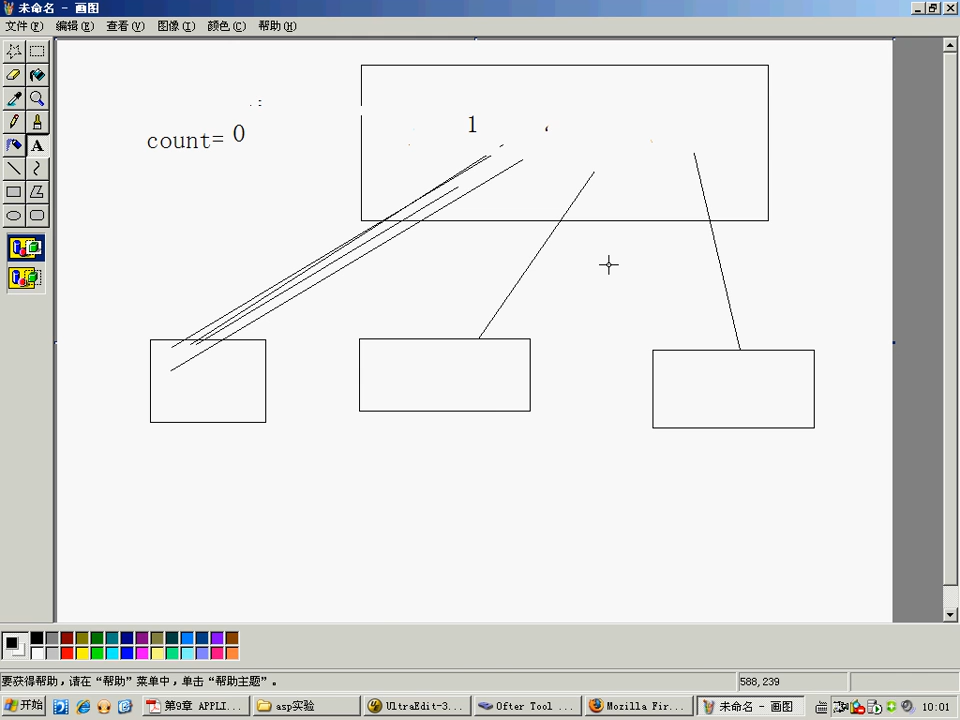 未命名 - 画图
文件(F) 编辑(E) 查看(V) 图像(I) 颜色(C) 帮助(H)
count= 0
1
A
要获得帮助，请在“帮助”菜单中，单击“帮助主题”。
588,239
开始
第9章 APPLI...
asp实验
UltraEdit-3...
Ofter Tool ...
Mozilla Fir...
未命名 - 画图
10:01